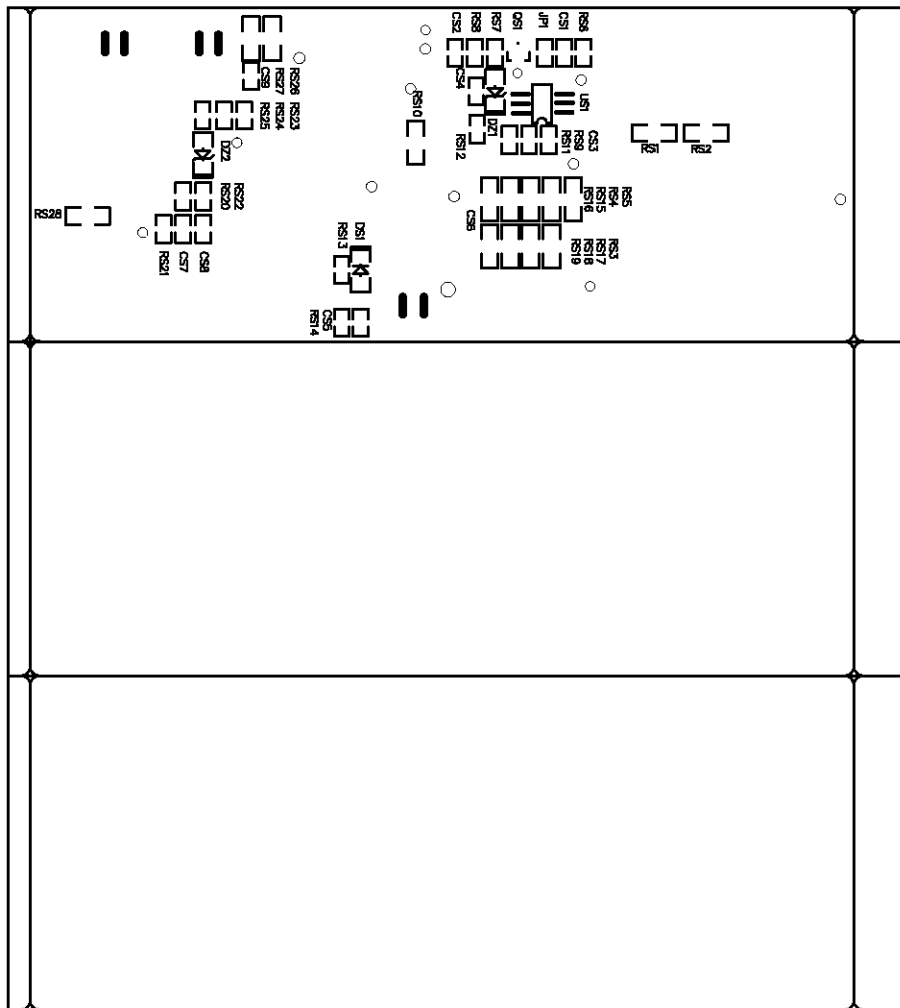 CS2 RS8 RS7 QS1 JP1 CS1 RS6
CS9 RS27 RS26
CS4
US1
RS10
RS25 RS24 RS23
DZ2
DZ1
RS12
RS11 RS9 CS3
RS1 RS2
RS20 RS22
RS16 RS15 RS4 RS5
RS28
CS6
RS21 CS7 CS8
RS13 DS1
RS19 RS18 RS17 RS3
RS14 CS5